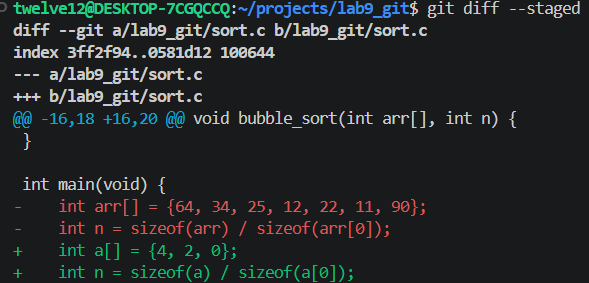 twelve12@DESKTOP-7CGQCCQ:~/projects/lab9_git$ git diff --staged
diff --git a/lab9_git/sort.c b/lab9_git/sort.c
index 3ff2f94..0581d12 100644
--- a/lab9_git/sort.c
+++ b/lab9_git/sort.c
@@ -16,18 +16,20 @@ void bubble_sort(int arr[], int n) {
 }

 int main(void) {
-    int arr[] = {64, 34, 25, 12, 22, 11, 90};
-    int n = sizeof(arr) / sizeof(arr[0]);
+    int a[] = {4, 2, 0};
+    int n = sizeof(a) / sizeof(a[0]);